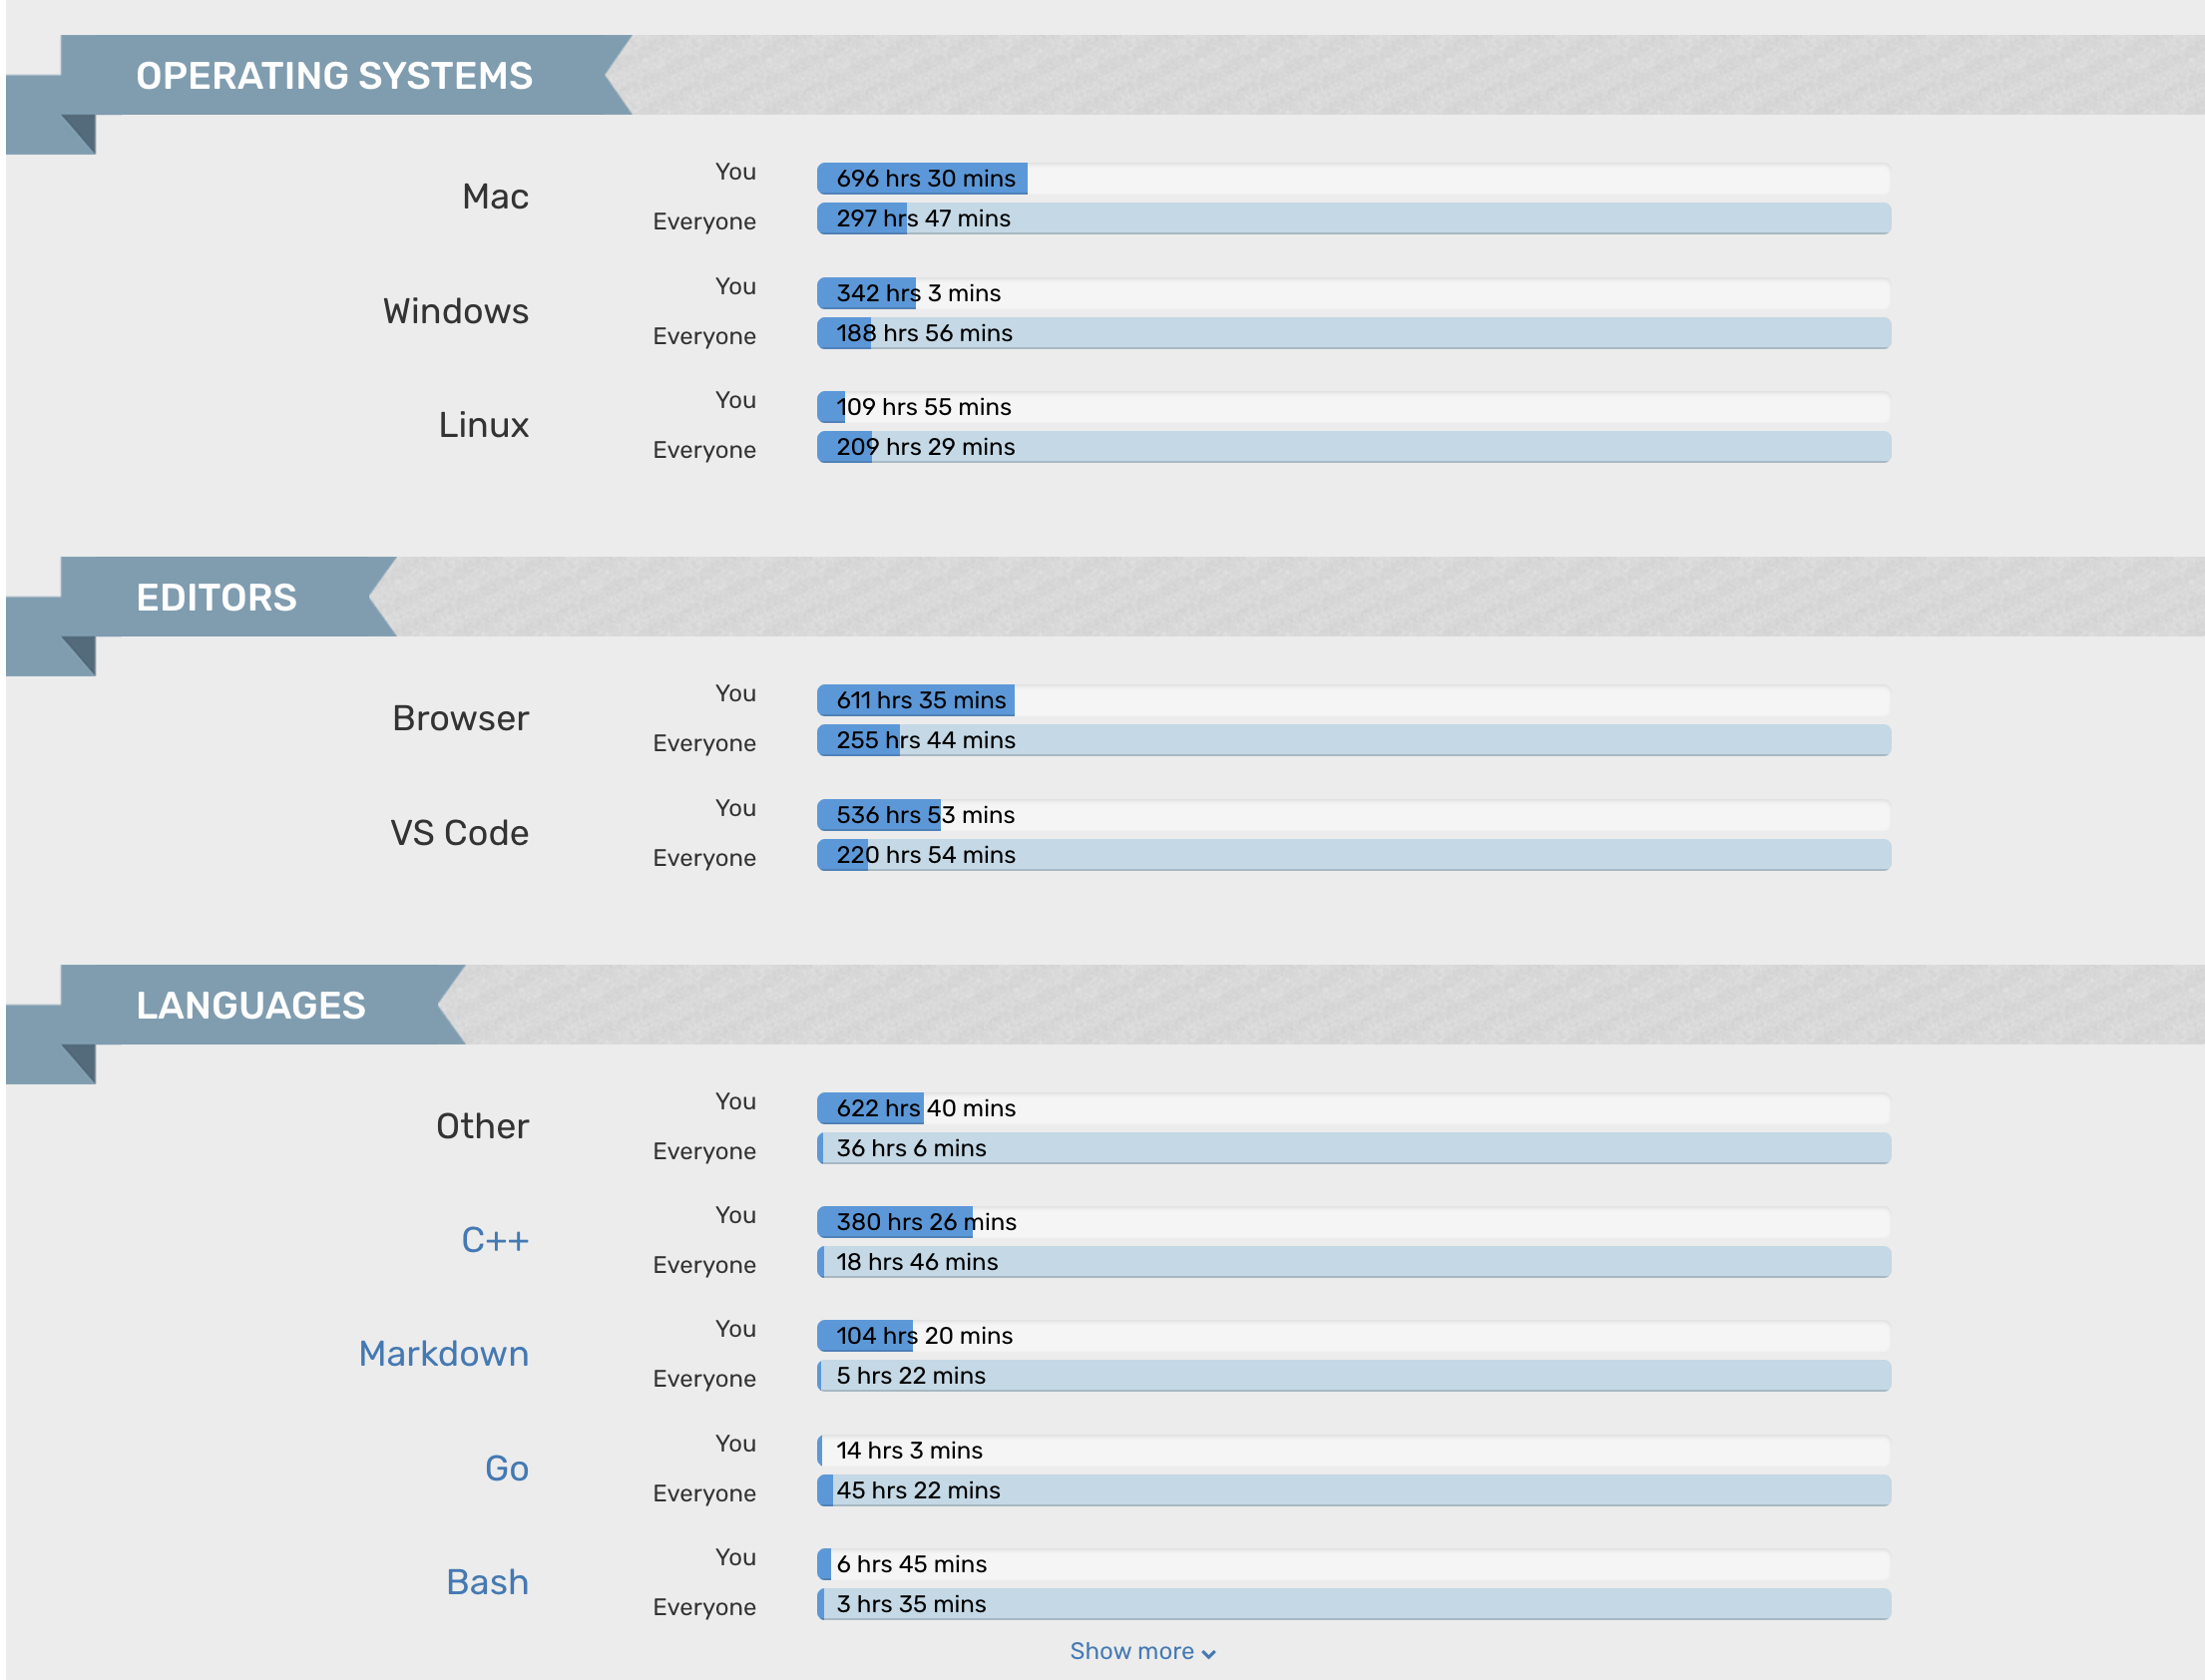 OPERATING SYSTEMS
Mac
You
696 hrs 30 mins
Everyone
297 hrs 47 mins
Windows
You
342 hrs 3 mins
Everyone
188 hrs 56 mins
Linux
You
109 hrs 55 mins
Everyone
209 hrs 29 mins
EDITORS
Browser
You
611 hrs 35 mins
Everyone
255 hrs 44 mins
VS Code
You
536 hrs 53 mins
Everyone
220 hrs 54 mins
LANGUAGES
Other
You
622 hrs 40 mins
Everyone
36 hrs 6 mins
C++
You
380 hrs 26 mins
Everyone
18 hrs 46 mins
Markdown
You
104 hrs 20 mins
Everyone
5 hrs 22 mins
Go
You
14 hrs 3 mins
Everyone
45 hrs 22 mins
Bash
You
6 hrs 45 mins
Everyone
3 hrs 35 mins
Show more